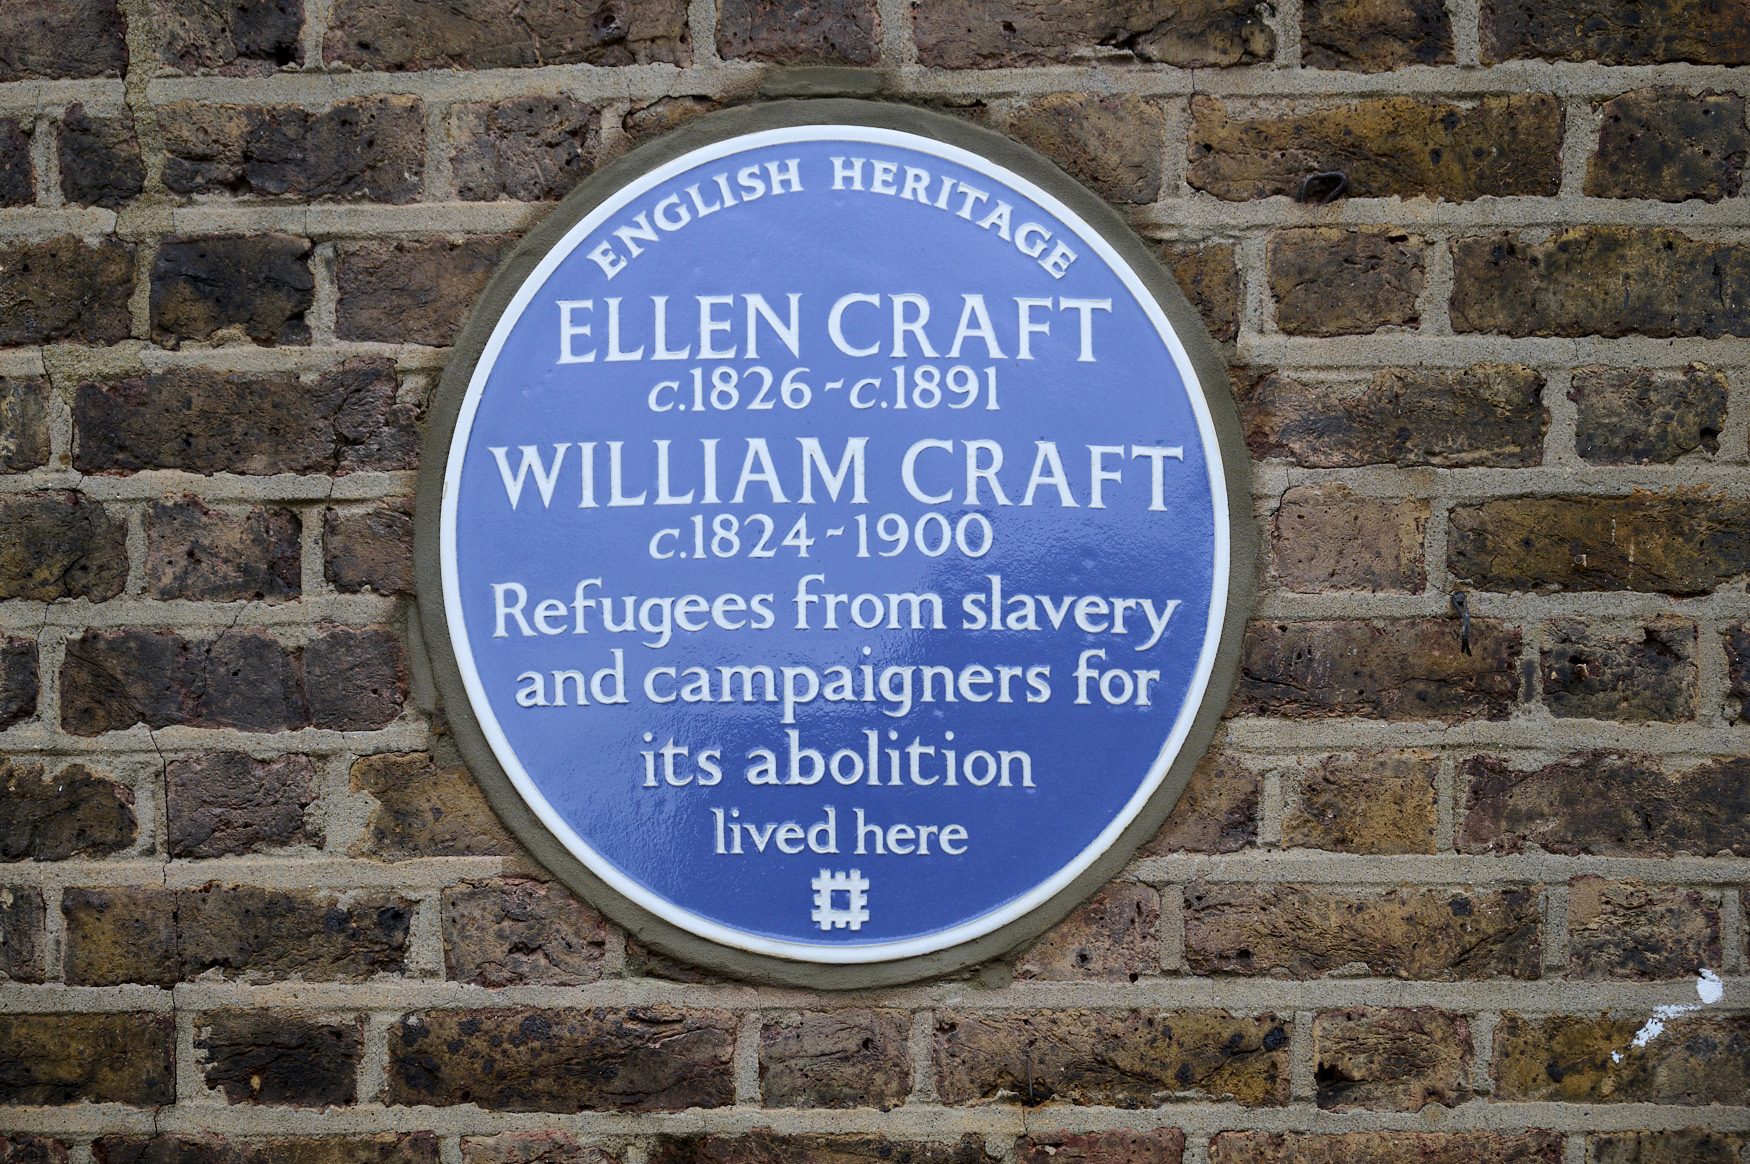 ENGLISH HERITAGE
ELLEN CRAFT
c.1826-c.1891
WILLIAM CRAFT
c.1824-1900
Refugees from slavery
and campaigners for
its abolition
lived here